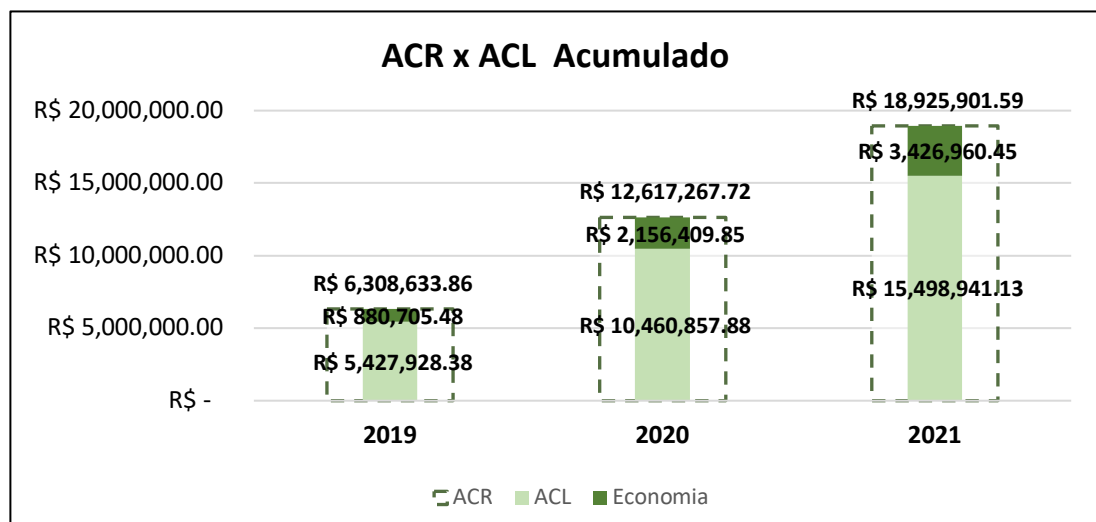 ACR x ACL Acumulado
R$ 20,000,000.00
R$ 15,000,000.00
R$ 10,000,000.00
R$ 5,000,000.00
R$ -
R$ 6,308,633.86
R$ 880,705.48
R$ 5,427,928.38
R$ 12,617,267.72
R$ 2,156,409.85
R$ 10,460,857.88
R$ 18,925,901.59
R$ 3,426,960.45
R$ 15,498,941.13
2019 2020 2021
ACR ACL Economia